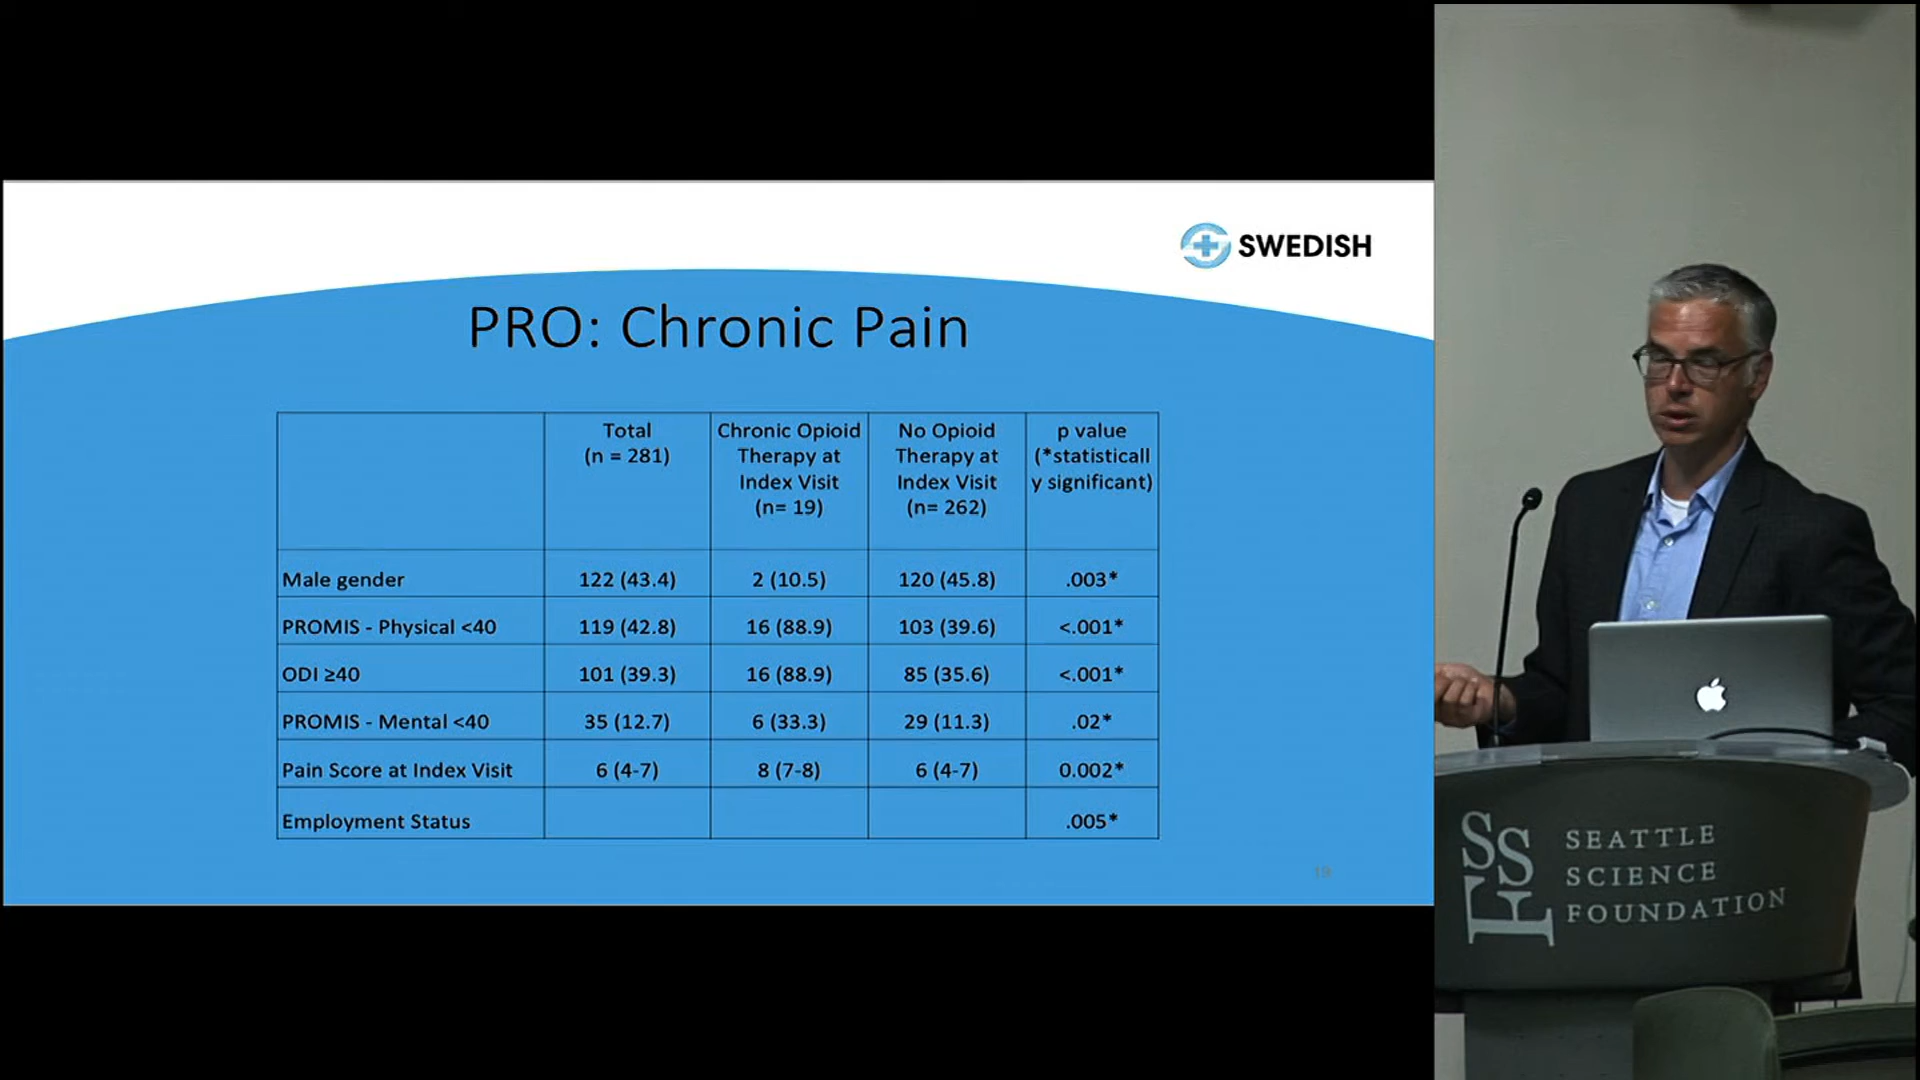 SWEDISH
PRO: Chronic Pain
Total
(n = 281)
Chronic Opioid
Therapy at
Index Visit
(n= 19)
No Opioid
Therapy at
Index Visit
(n= 262)
p value
(*statisticall
y significant)
Male gender 122 (43.4) 2 (10.5) 120 (45.8) .003*
PROMIS - Physical <40 119 (42.8) 16 (88.9) 103 (39.6) <.001*
ODI ≥40 101 (39.3) 16 (88.9) 85 (35.6) <.001*
PROMIS - Mental <40 35 (12.7) 6 (33.3) 29 (11.3) .02*
Pain Score at Index Visit 6 (4-7) 8 (7-8) 6 (4-7) 0.002*
Employment Status .005*
19
SSF
SEATTLE
SCIENCE
FOUNDATION